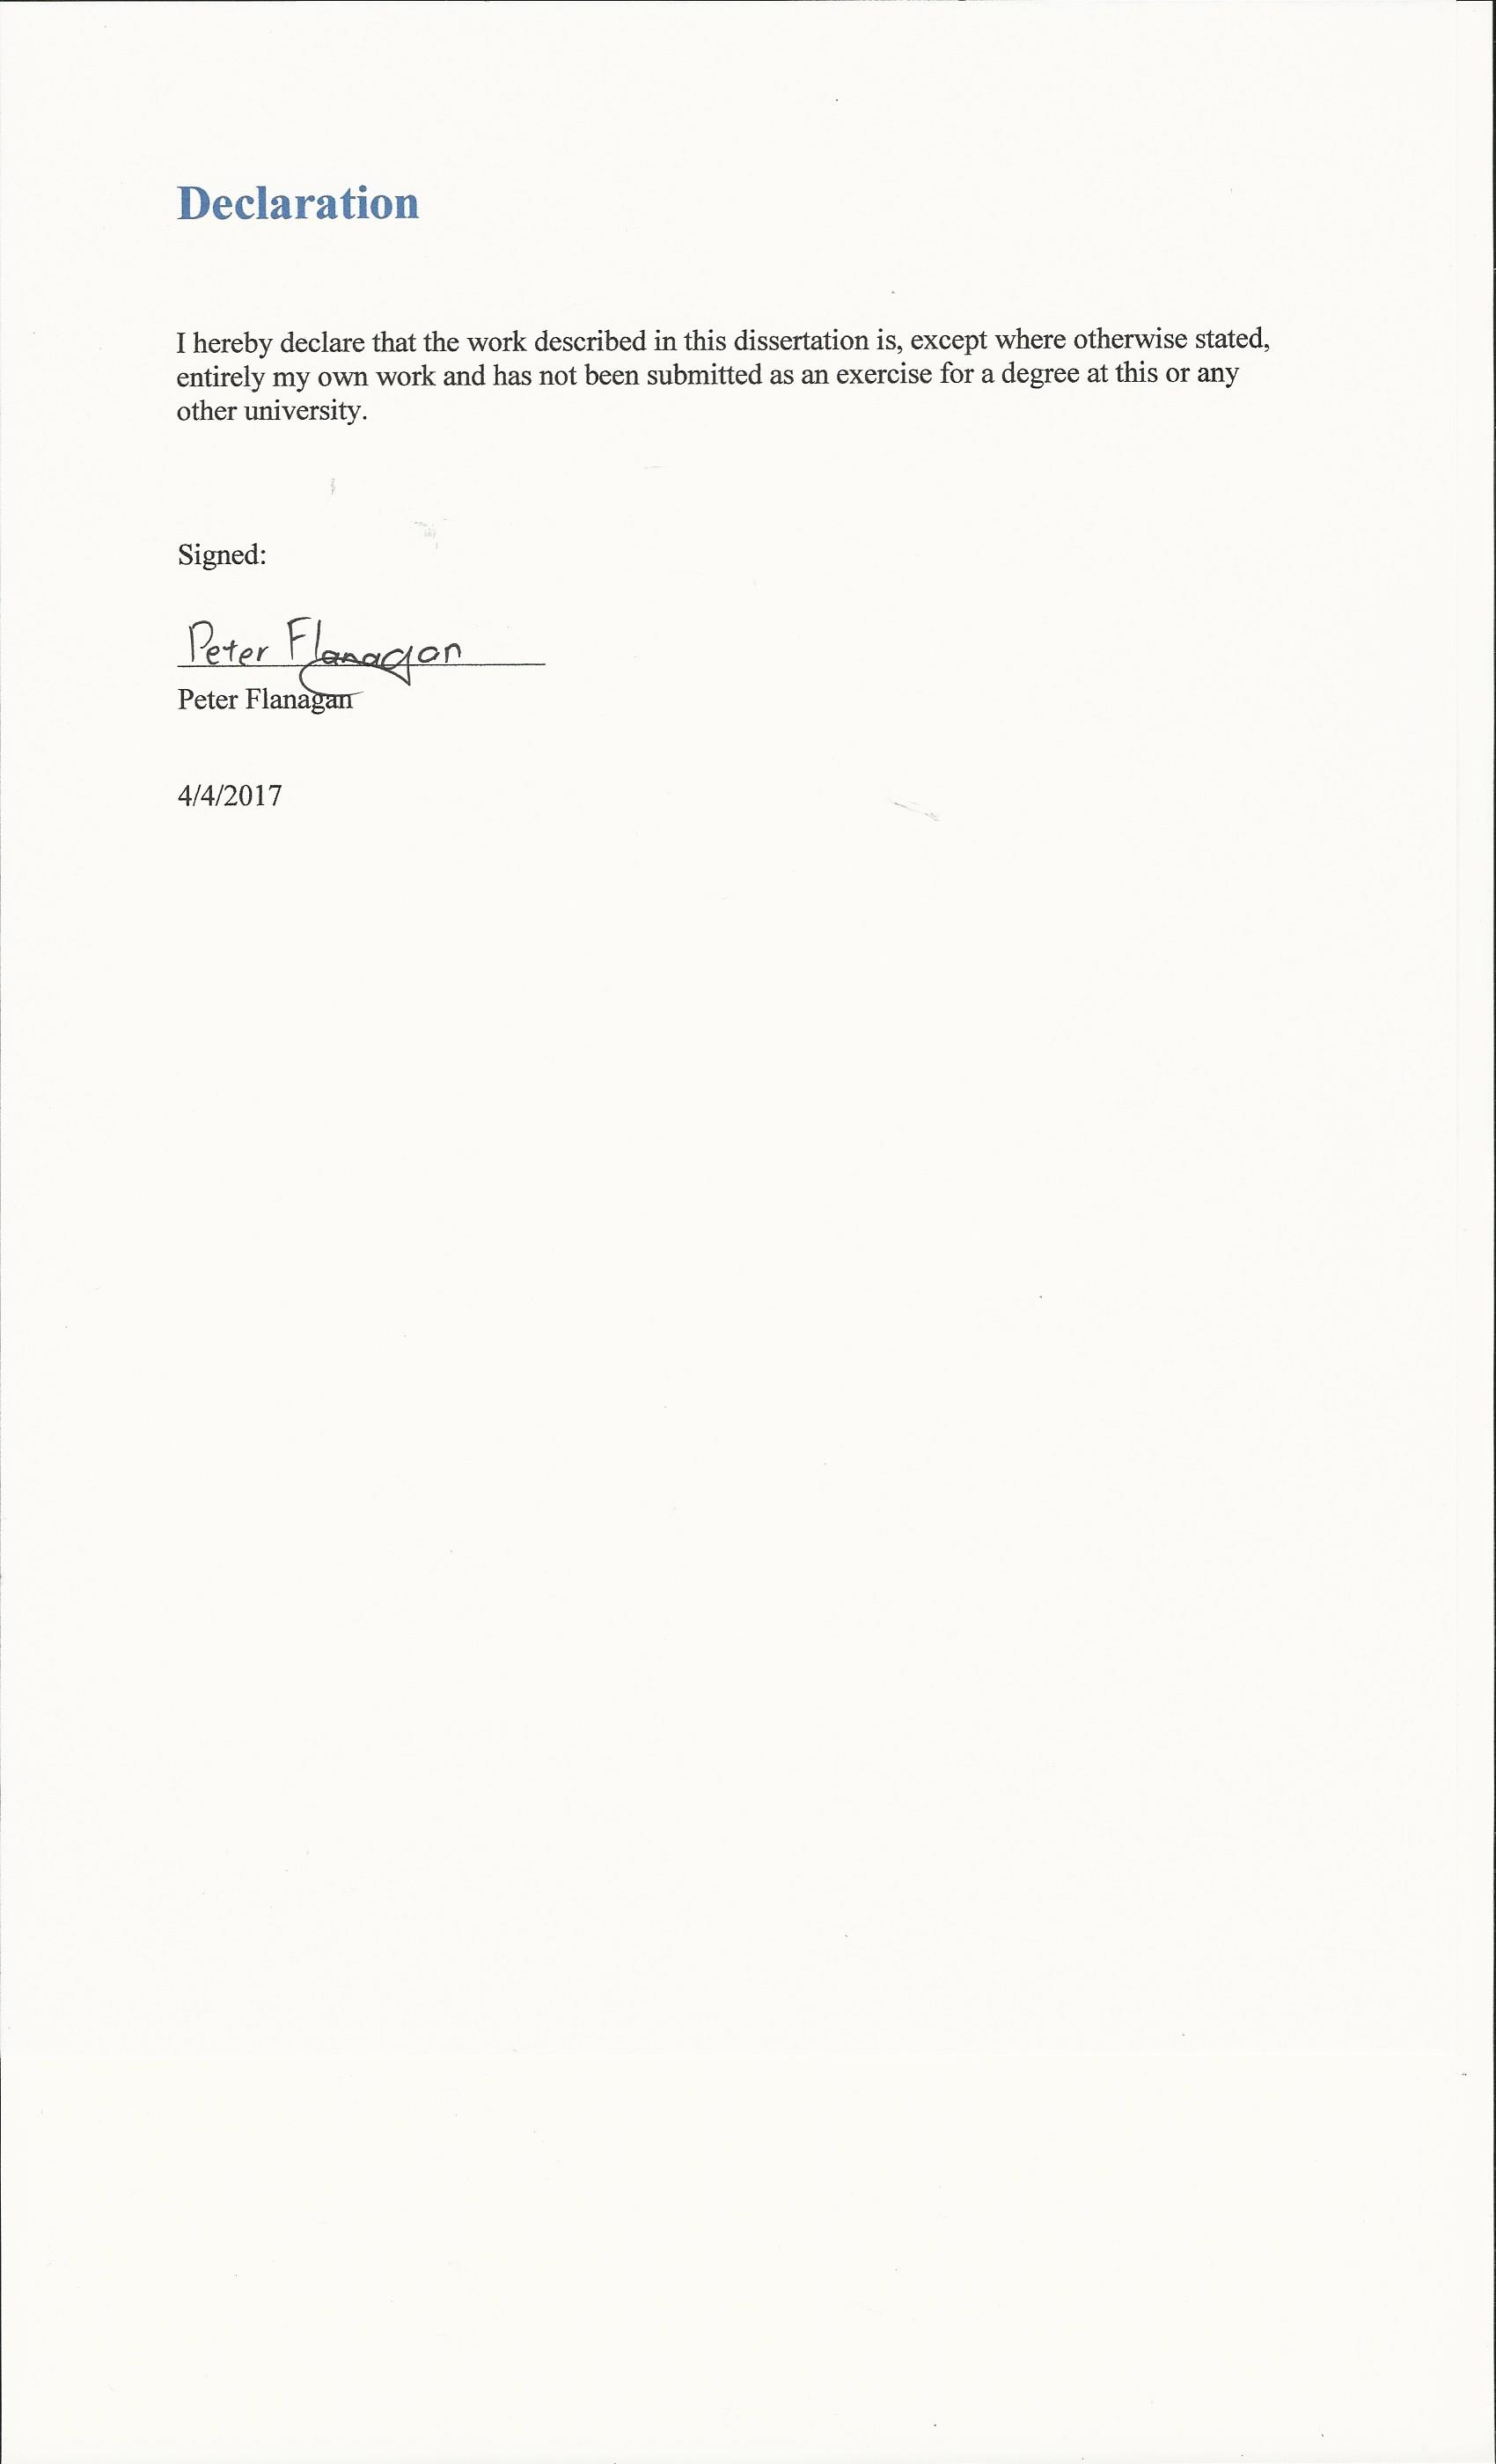 Declaration
I hereby declare that the work described in this dissertation is, except where otherwise stated,
entirely my own work and has not been submitted as an exercise for a degree at this or any
other university.
Signed:
Peter Flanagan
Peter Flanagan
4/4/2017